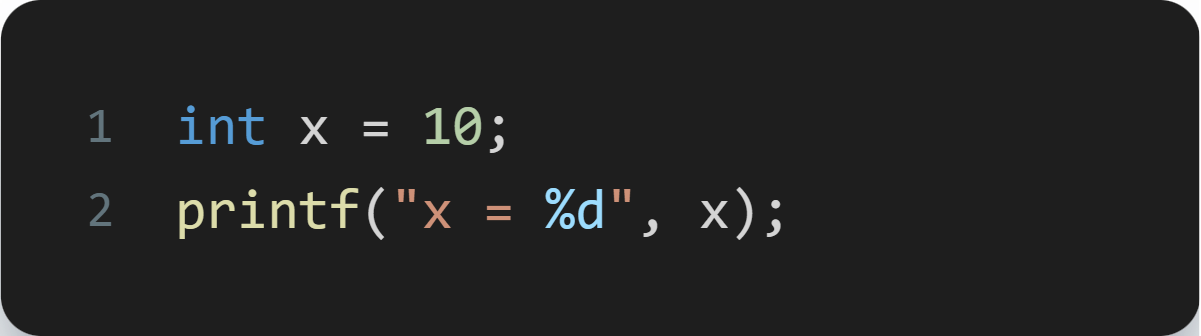 1 int x = 10;
2 printf("x = %d", x);